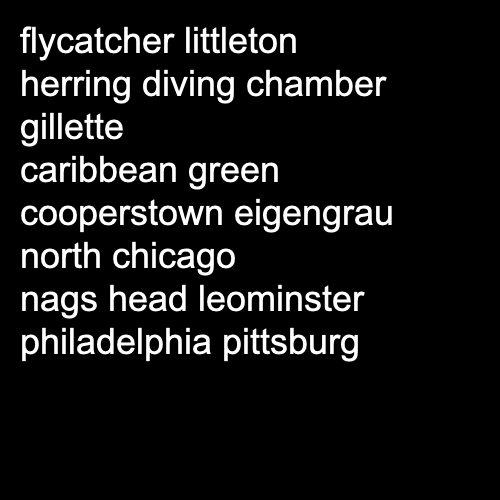 flycatcher littleton
herring diving chamber
gillette
caribbean green
cooperstown eigengrau
north chicago
nags head leominster
philadelphia pittsburg